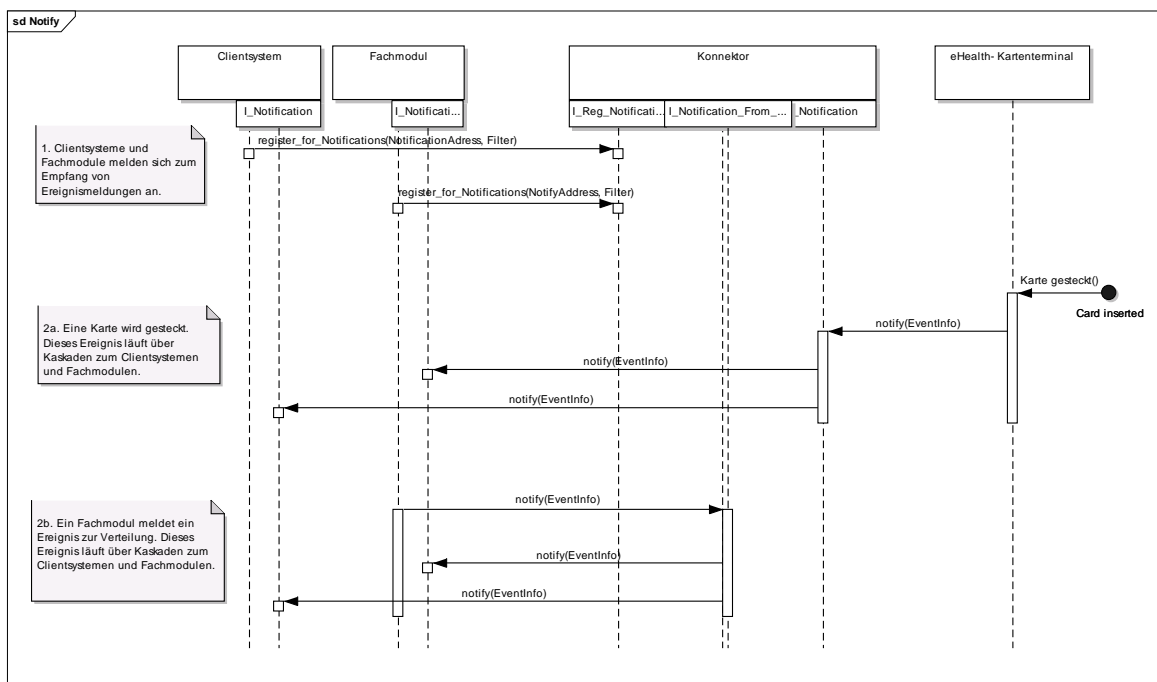 sd Notify
Clientsystem
Fachmodul
Konnektor
eHealth- Kartenterminal
I_Notification
I_Notificati...
I_Reg_Notificati...
I_Notification_From_...
_Notification
1. Clientsysteme und
Fachmodule melden sich zum
Empfang von
Ereignismeldungen an.
register_for_Notifications(NotificationAdress, Filter)
register_for_Notifications(NotifyAddress, Filter)
Karte gesteckt()
Card inserted
2a. Eine Karte wird gesteckt.
Dieses Ereignis läuft über
Kaskaden zum Clientsystemen
und Fachmodulen.
notify(EventInfo)
notify(EventInfo)
notify(EventInfo)
2b. Ein Fachmodul meldet ein
Ereignis zur Verteilung. Dieses
Ereignis läuft über Kaskaden zum
Clientsystemen und Fachmodulen.
notify(EventInfo)
notify(EventInfo)
notify(EventInfo)